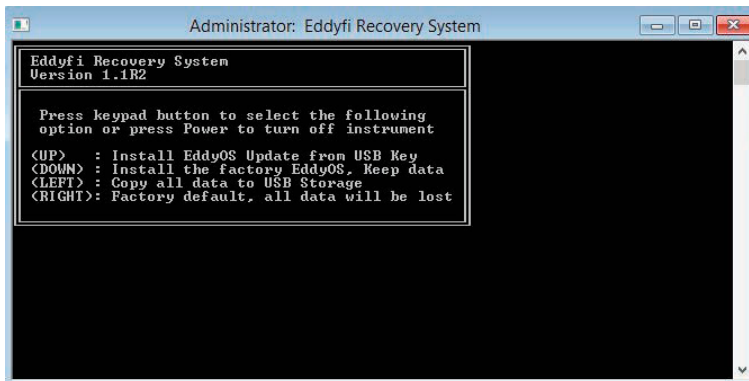 Administrator: Eddyfi Recovery System
Eddyfi Recovery System
Version 1.1R2
Press keypad button to select the following
option or press Power to turn off instrument
(UP)   : Install EddyOS Update from USB Key
(DOWN) : Install the factory EddyOS, Keep data
(LEFT) : Copy all data to USB Storage
(RIGHT): Factory default, all data will be lost